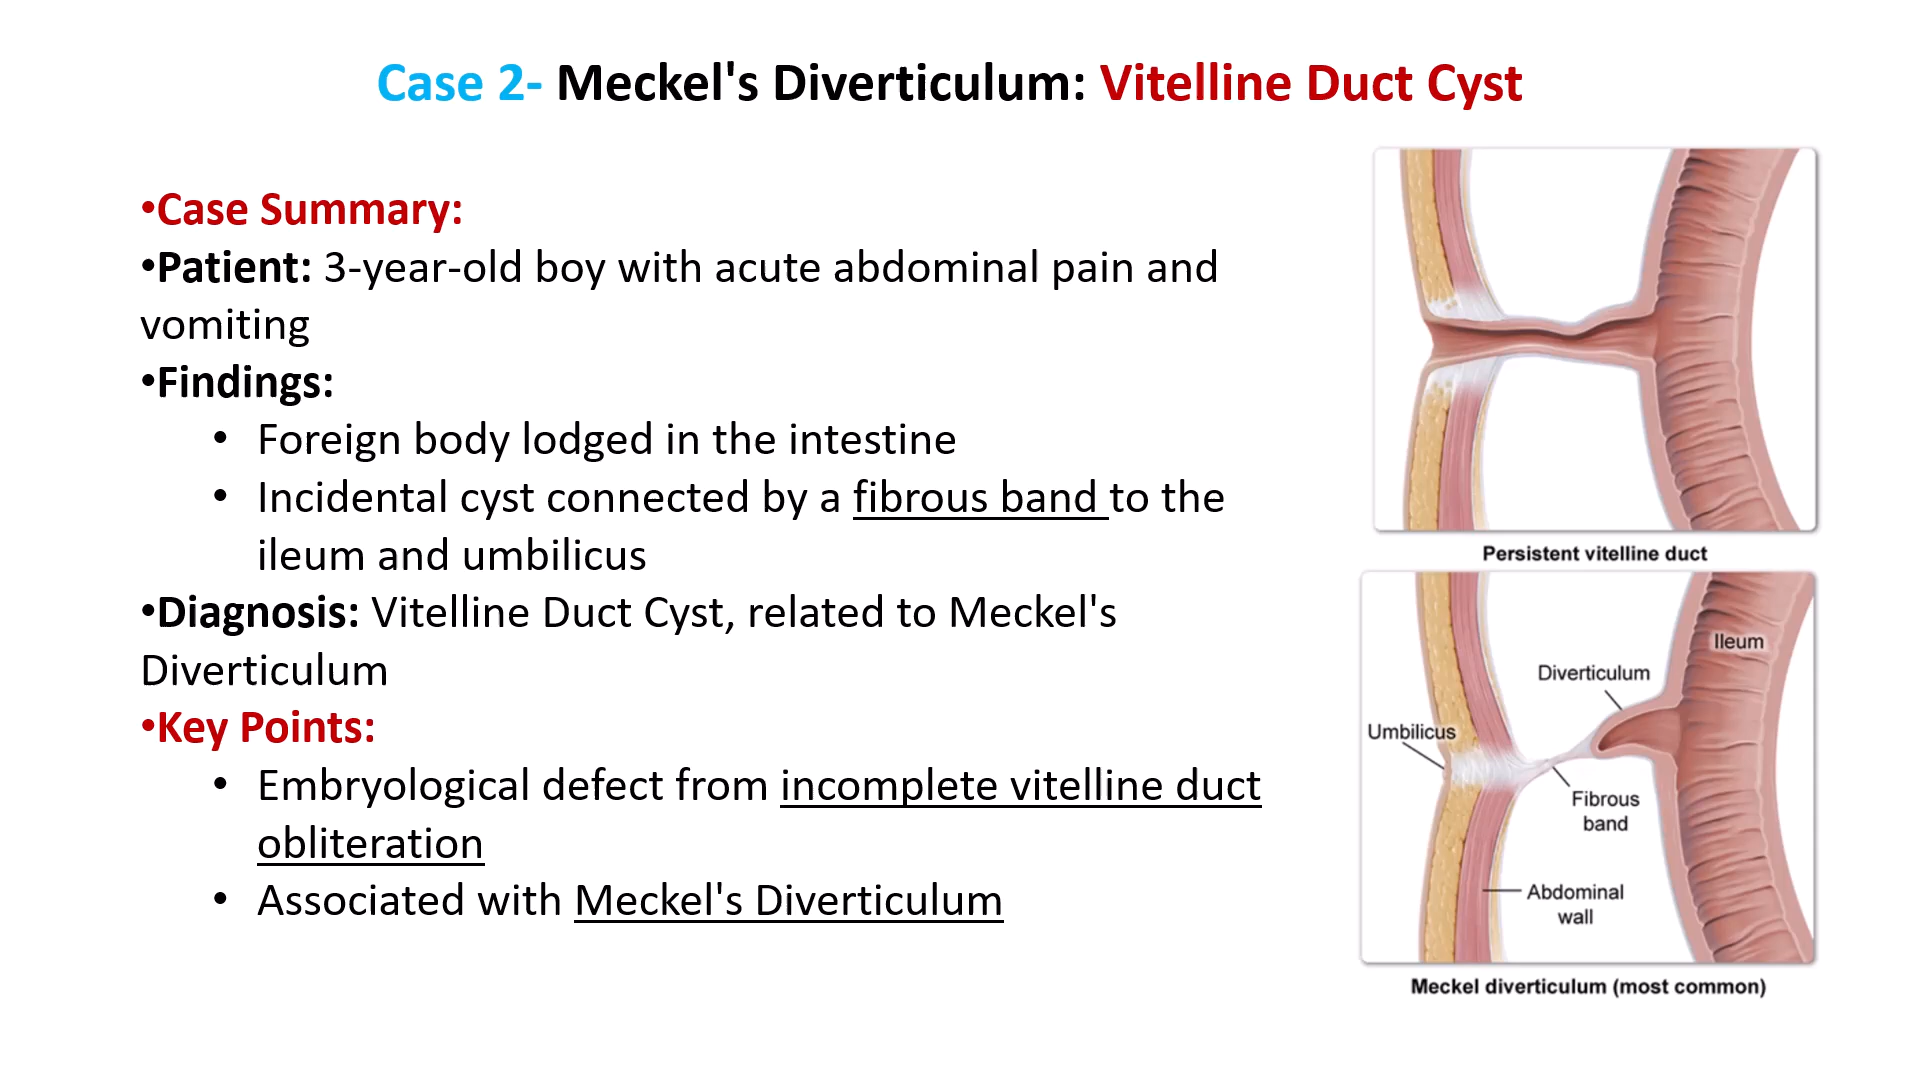 Case 2- Meckel's Diverticulum: Vitelline Duct Cyst
•Case Summary:
•Patient: 3-year-old boy with acute abdominal pain and
vomiting
•Findings:
• Foreign body lodged in the intestine
• Incidental cyst connected by a fibrous band to the
ileum and umbilicus
•Diagnosis: Vitelline Duct Cyst, related to Meckel's
Diverticulum
•Key Points:
• Embryological defect from incomplete vitelline duct
obliteration
• Associated with Meckel's Diverticulum
Persistent vitelline duct
Ileum
Diverticulum
Umbilicus
Fibrous
band
Abdominal
wall
Meckel diverticulum (most common)